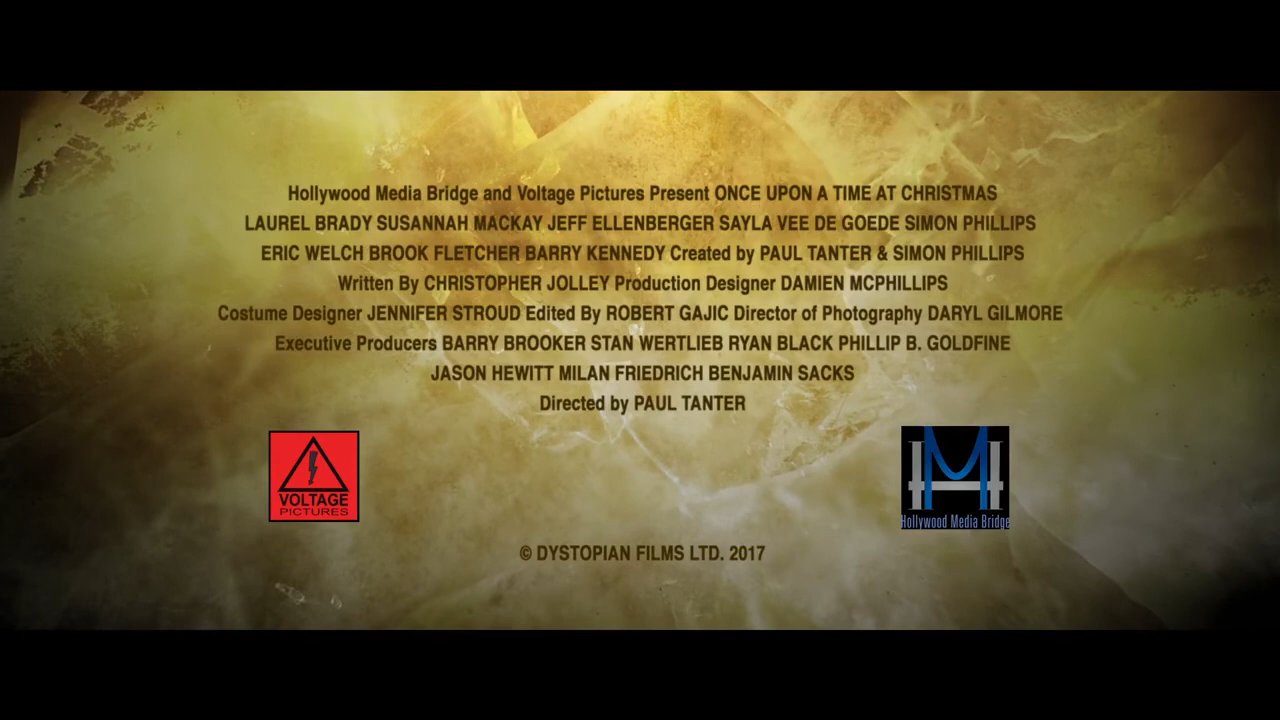 Hollywood Media Bridge and Voltage Pictures Present ONCE UPON A TIME AT CHRISTMAS
LAUREL BRADY SUSANNAH MACKAY JEFF ELLENBERGER SAYLA VEE DE GOEDE SIMON PHILLIPS
ERIC WELCH BROOK FLETCHER BARRY KENNEDY Created by PAUL TANTER & SIMON PHILLIPS
Written By CHRISTOPHER JOLLEY Production Designer DAMIEN MCPHILLIPS
Costume Designer JENNIFER STROUD Edited By ROBERT GAJIC Director of Photography DARYL GILMORE
Executive Producers BARRY BROOKER STAN WERTLIEB RYAN BLACK PHILLIP B. GOLDFINE
JASON HEWITT MILAN FRIEDRICH BENJAMIN SACKS
Directed by PAUL TANTER
VOLTAGE
PICTURES
HM
Hollywood Media Bridge
© DYSTOPIAN FILMS LTD. 2017